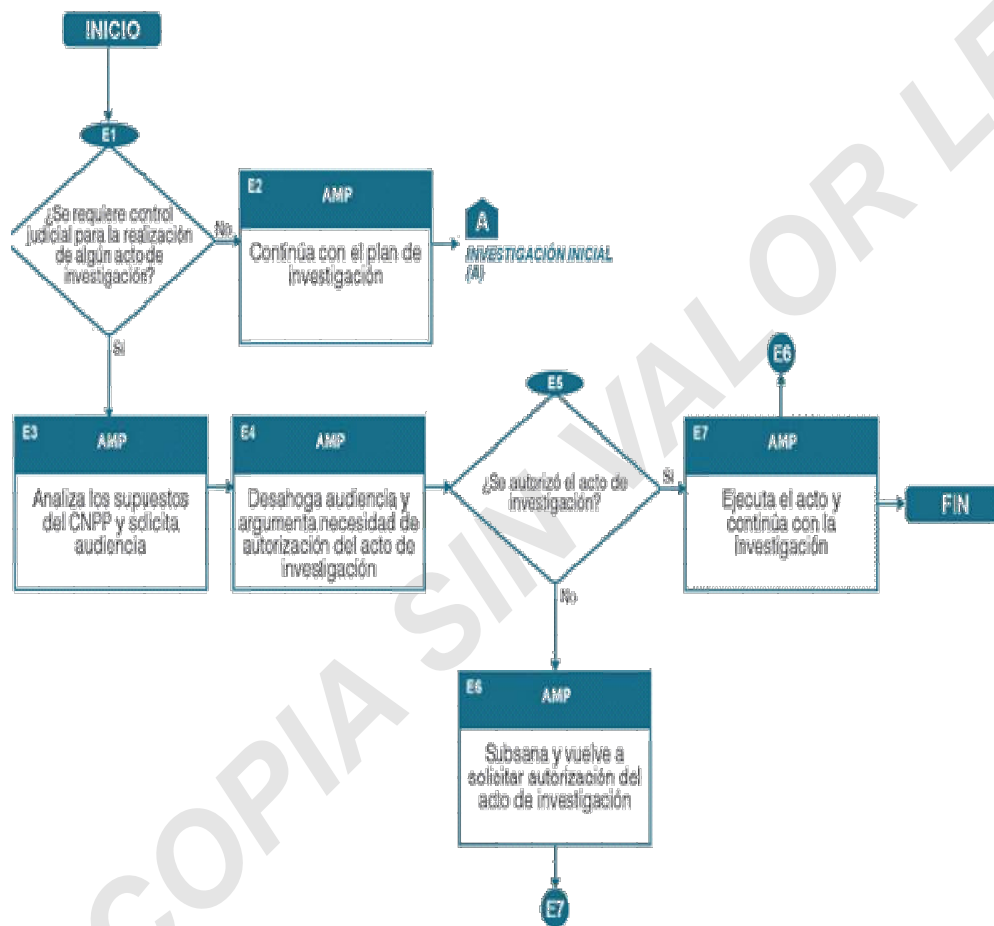 INICIO
E1
¿Se requiere control
judicial para la realización
de algún acto de
investigación?
No
Si
E2
AMP
Continúa con el plan de
investigación
A
INVESTIGACIÓN INICIAL
(A)
E3
AMP
Analiza los supuestos
del CNPP y solicita
audiencia
E4
AMP
Desahoga audiencia y
argumenta necesidad de
autorización del acto de
investigación
E5
¿Se autorizó el acto de
investigación?
Si
No
E6
E7
AMP
Ejecuta el acto y
continúa con la
investigación
FIN
E6
AMP
Subsana y vuelve a
solicitar autorización del
acto de investigación
E7
COPIA SIN VALOR LE